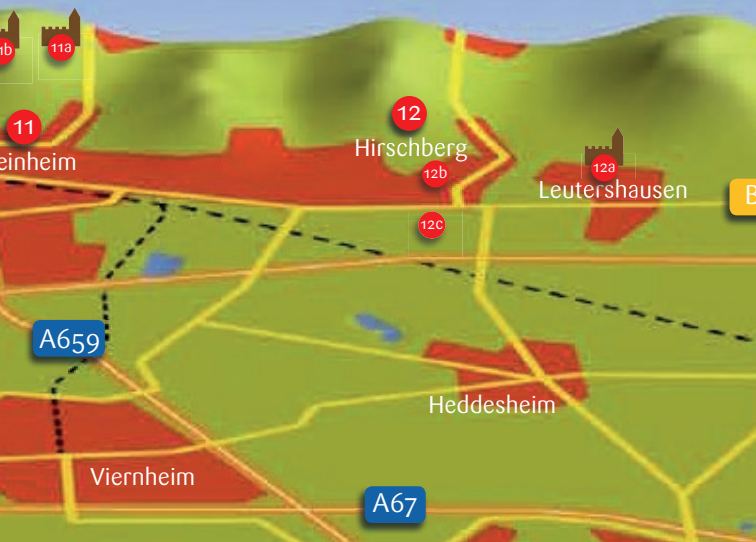 11a
11
12
einheim
Hirschberg
12b
12a
Leutershausen
12c
A659
Heddesheim
Viernheim
A67